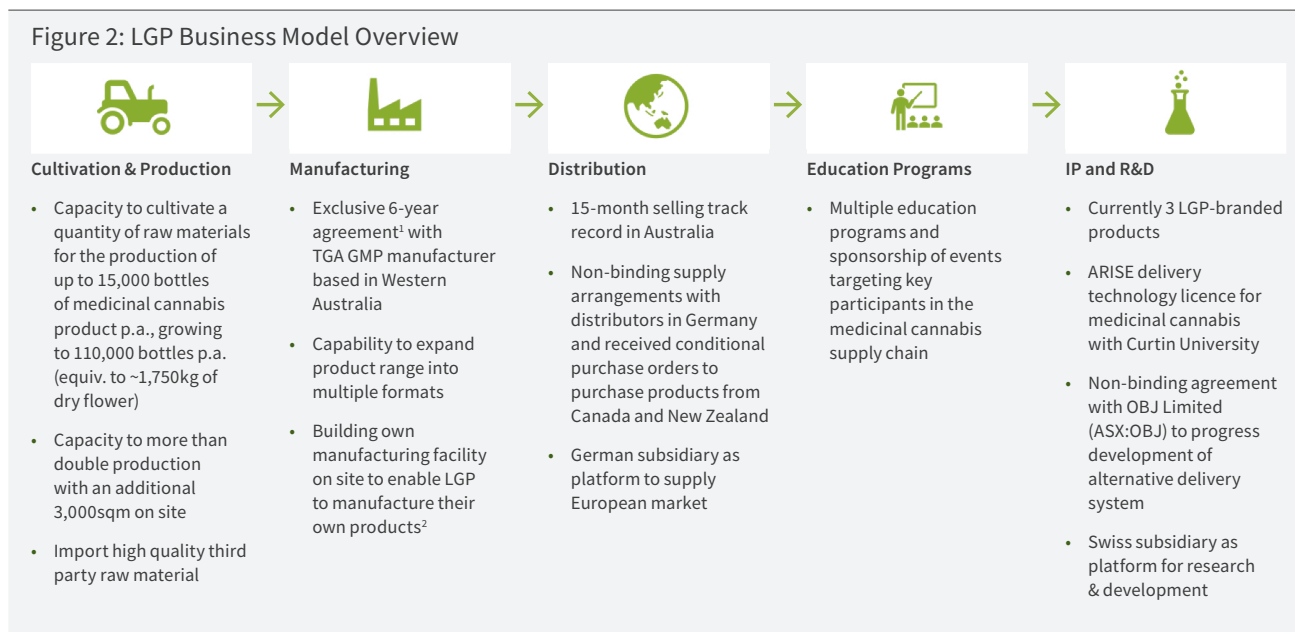 Figure 2: LGP Business Model Overview
Cultivation & Production
• Capacity to cultivate a
quantity of raw materials
for the production of
up to 15,000 bottles
of medicinal cannabis
product p.a., growing
to 110,000 bottles p.a.
(equiv. to ~1,750kg of
dry flower)
• Capacity to more than
double production
with an additional
3,000sqm on site
• Import high quality third
party raw material
Manufacturing
• Exclusive 6-year
agreement¹ with
TGA GMP manufacturer
based in Western
Australia
• Capability to expand
product range into
multiple formats
• Building own
manufacturing facility
on site to enable LGP
to manufacture their
own products²
Distribution
• 15-month selling track
record in Australia
• Non-binding supply
arrangements with
distributors in Germany
and received conditional
purchase orders to
purchase products from
Canada and New Zealand
• German subsidiary as
platform to supply
European market
Education Programs
• Multiple education
programs and
sponsorship of events
targeting key
participants in the
medicinal cannabis
supply chain
IP and R&D
• Currently 3 LGP-branded
products
• ARISE delivery
technology licence for
medicinal cannabis
with Curtin University
• Non-binding agreement
with OBJ Limited
(ASX:OBJ) to progress
development of
alternative delivery
system
• Swiss subsidiary as
platform for research
& development